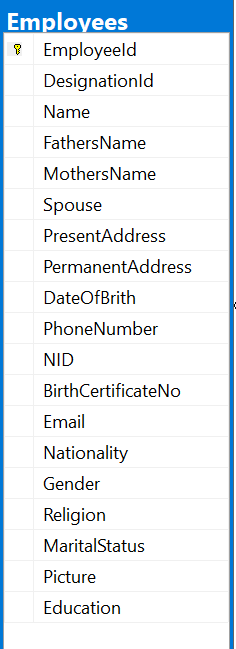 Employees
EmployeeId
DesignationId
Name
FathersName
MothersName
Spouse
PresentAddress
PermanentAddress
DateOfBrith
PhoneNumber
NID
BirthCertificateNo
Email
Nationality
Gender
Religion
MaritalStatus
Picture
Education